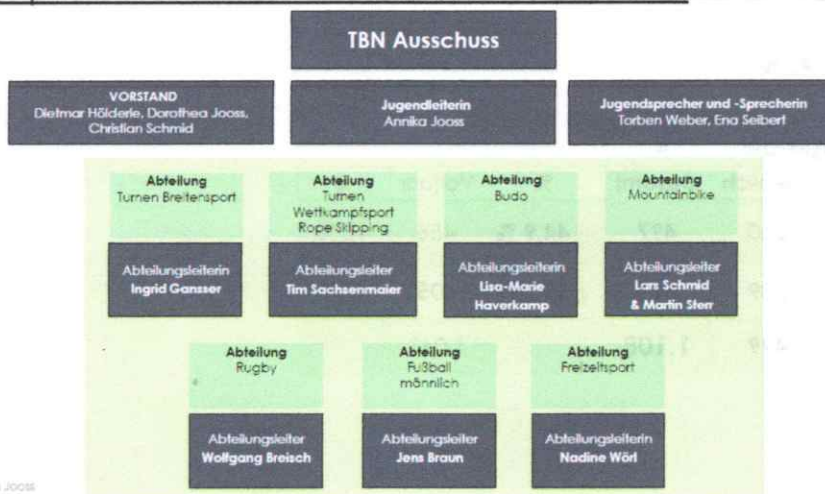 TBN Ausschuss
VORSTAND
Dietmar Hölderle, Dorothea Jooss,
Christian Schmid
Jugendleiterin
Annika Jooss
Jugendsprecher und -Sprecherin
Torben Weber, Ena Seibert
Abteilung
Turnen Breitensport
Abteilungsleiterin
Ingrid Gansser
Abteilung
Turnen
Wettkampfsport
Rope Skipping
Abteilungsleiter
Tim Sachsenmaier
Abteilung
Budo
Abteilungsleiterin
Lisa-Marie
Haverkamp
Abteilung
Mountainbike
Abteilungsleiter
Lars Schmid
& Martin Sterr
Abteilung
Rugby
Abteilungsleiter
Wolfgang Breisch
Abteilung
Fußball
männlich
Abteilungsleiter
Jens Braun
Abteilung
Freizeitsport
Abteilungsleiterin
Nadine Wörl
Jooss